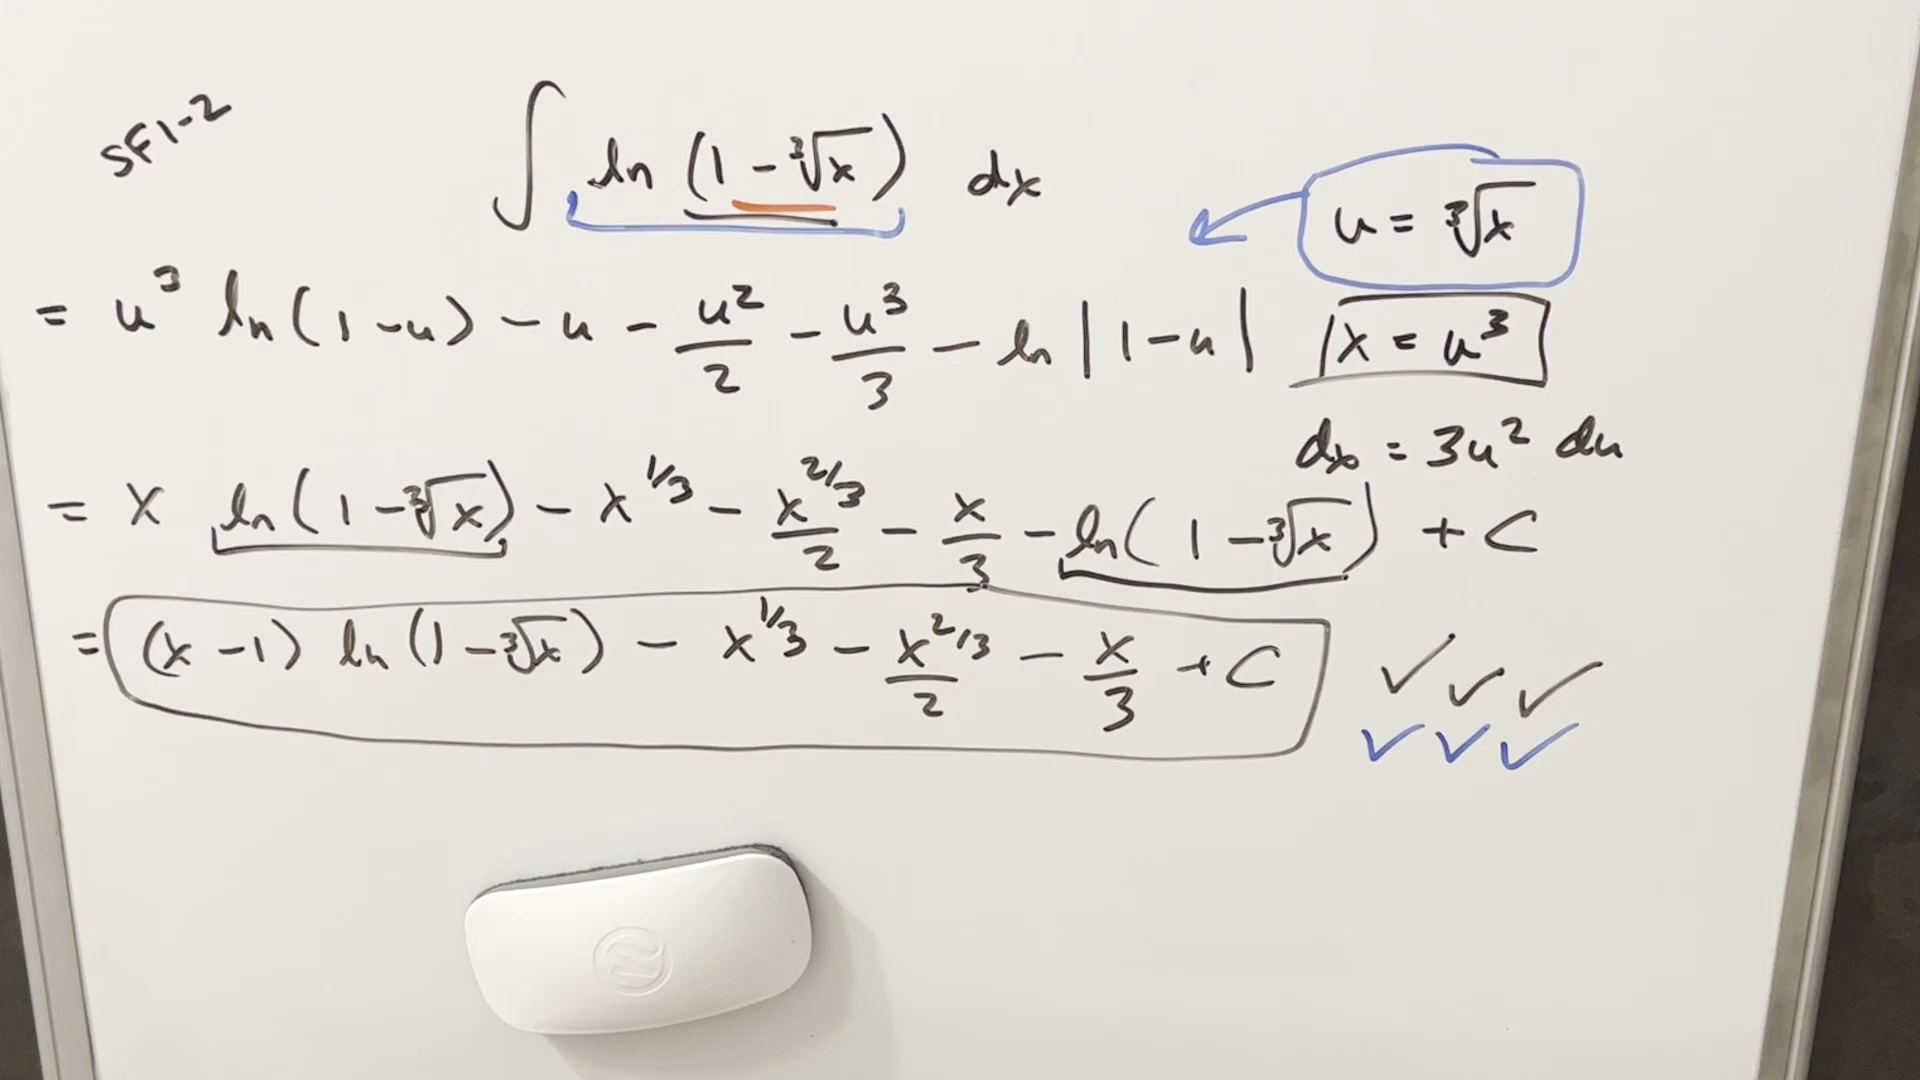 SF1-2
∫ ln (1 - ∛x) dx
u = ∛x
= u³ ln(1-u) - u - u²/2 - u³/3 - ln|1-u|
x = u³
dx = 3u² du
= x ln(1-∛x) - x^1/3 - x^2/3/2 - x/3 - ln(1-∛x) + C
= (x-1) ln(1-∛x) - x^1/3 - x^2/3/2 - x/3 + C